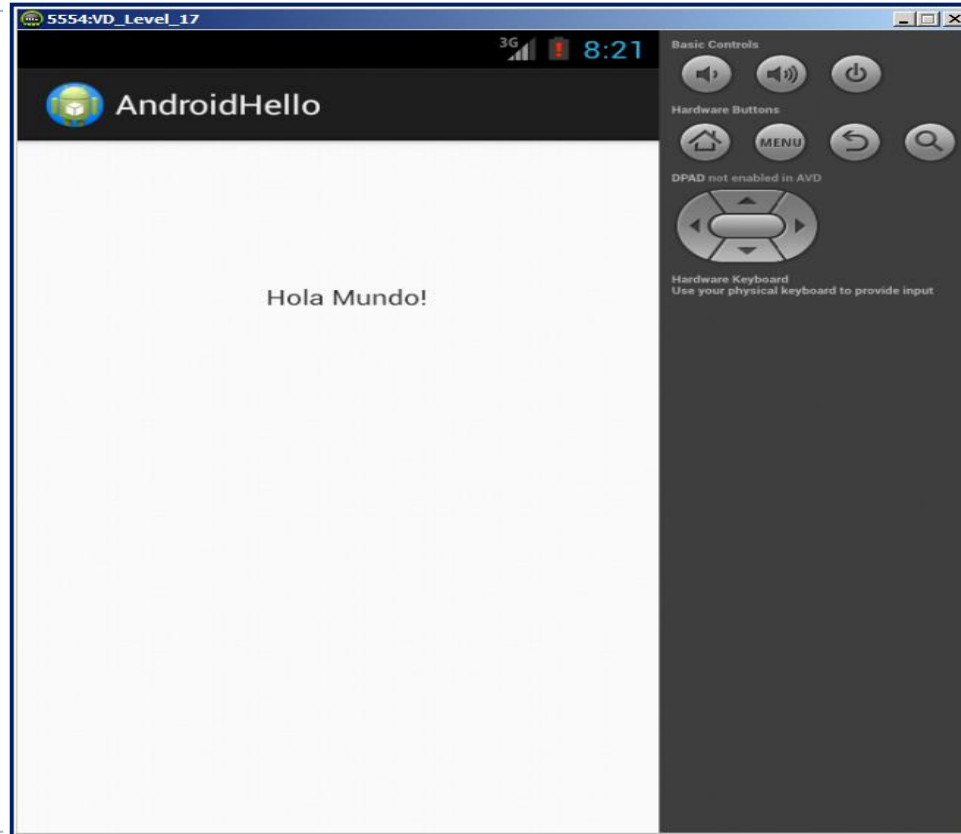 5554:VD_Level_17
3G 8:21
AndroidHello
Hola Mundo!
Basic Controls
Hardware Buttons
MENU
DPAD not enabled in AVD
Hardware Keyboard
Use your physical keyboard to provide input